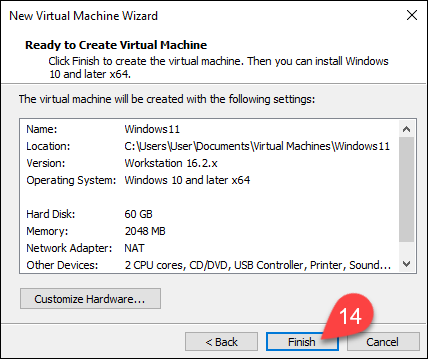 New Virtual Machine Wizard
Ready to Create Virtual Machine
Click Finish to create the virtual machine. Then you can install Windows
10 and later x64.
The virtual machine will be created with the following settings:
Name: Windows11
Location: C:\Users\User\Documents\Virtual Machines\Windows11
Version: Workstation 16.2.x
Operating System: Windows 10 and later x64
Hard Disk: 60 GB
Memory: 2048 MB
Network Adapter: NAT
Other Devices: 2 CPU cores, CD/DVD, USB Controller, Printer, Sound...
Customize Hardware...
14
< Back Finish Cancel